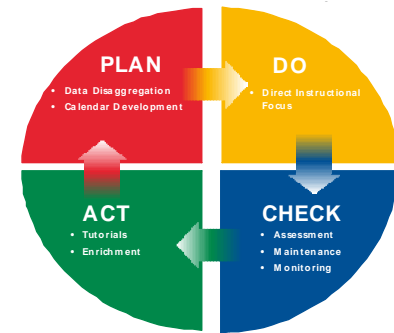 PLAN
• Data Disaggregation
• Calendar Development
DO
• Direct Instructional
Focus
ACT
• Tutorials
• Enrichment
CHECK
• Assessment
• Maintenance
• Monitoring